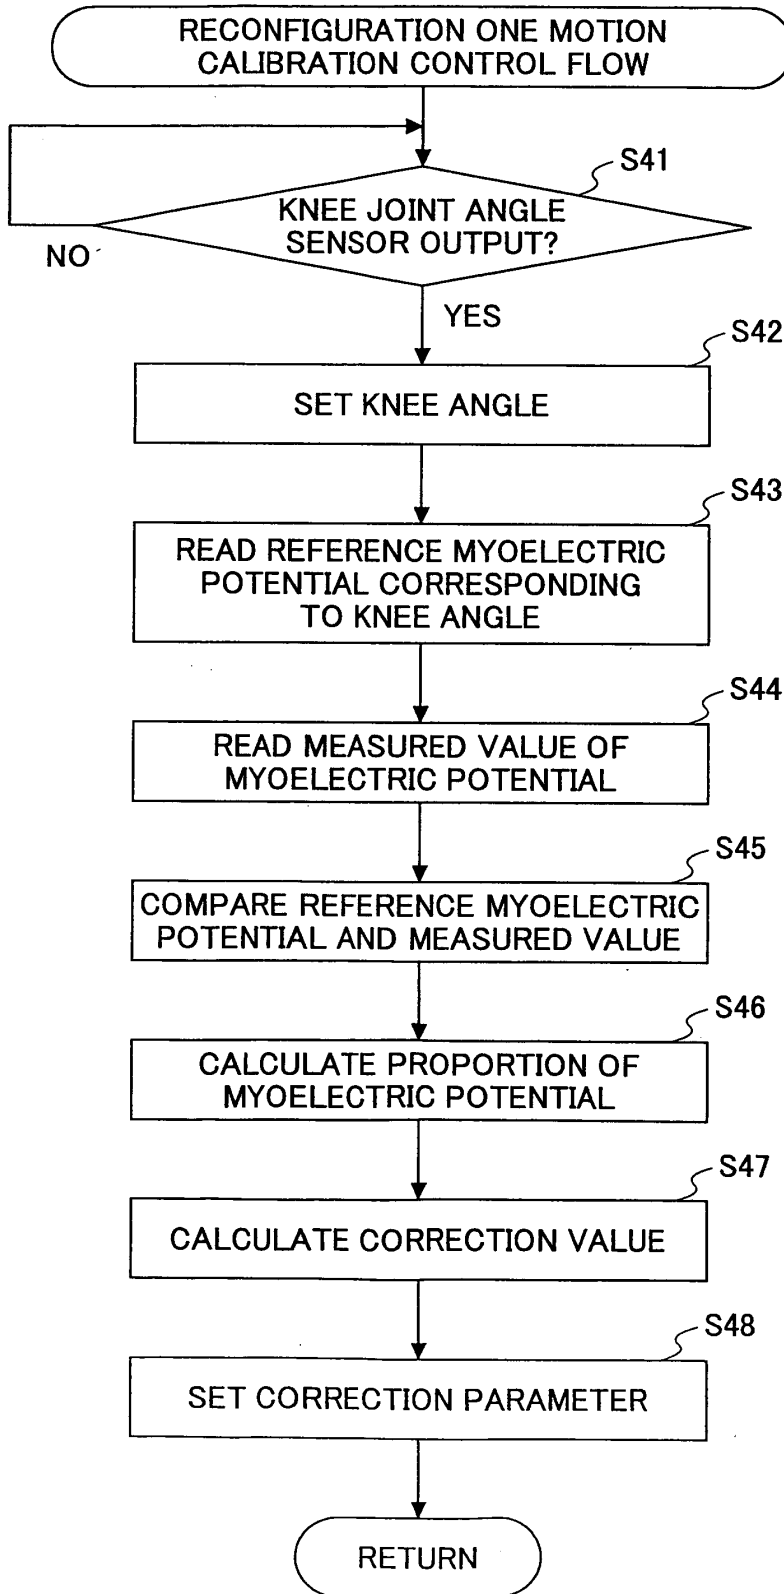 RECONFIGURATION ONE MOTION
CALIBRATION CONTROL FLOW
S41
KNEE JOINT ANGLE
SENSOR OUTPUT?
NO
YES
S42
SET KNEE ANGLE
S43
READ REFERENCE MYOELECTRIC
POTENTIAL CORRESPONDING
TO KNEE ANGLE
S44
READ MEASURED VALUE OF
MYOELECTRIC POTENTIAL
S45
COMPARE REFERENCE MYOELECTRIC
POTENTIAL AND MEASURED VALUE
S46
CALCULATE PROPORTION OF
MYOELECTRIC POTENTIAL
S47
CALCULATE CORRECTION VALUE
S48
SET CORRECTION PARAMETER
RETURN